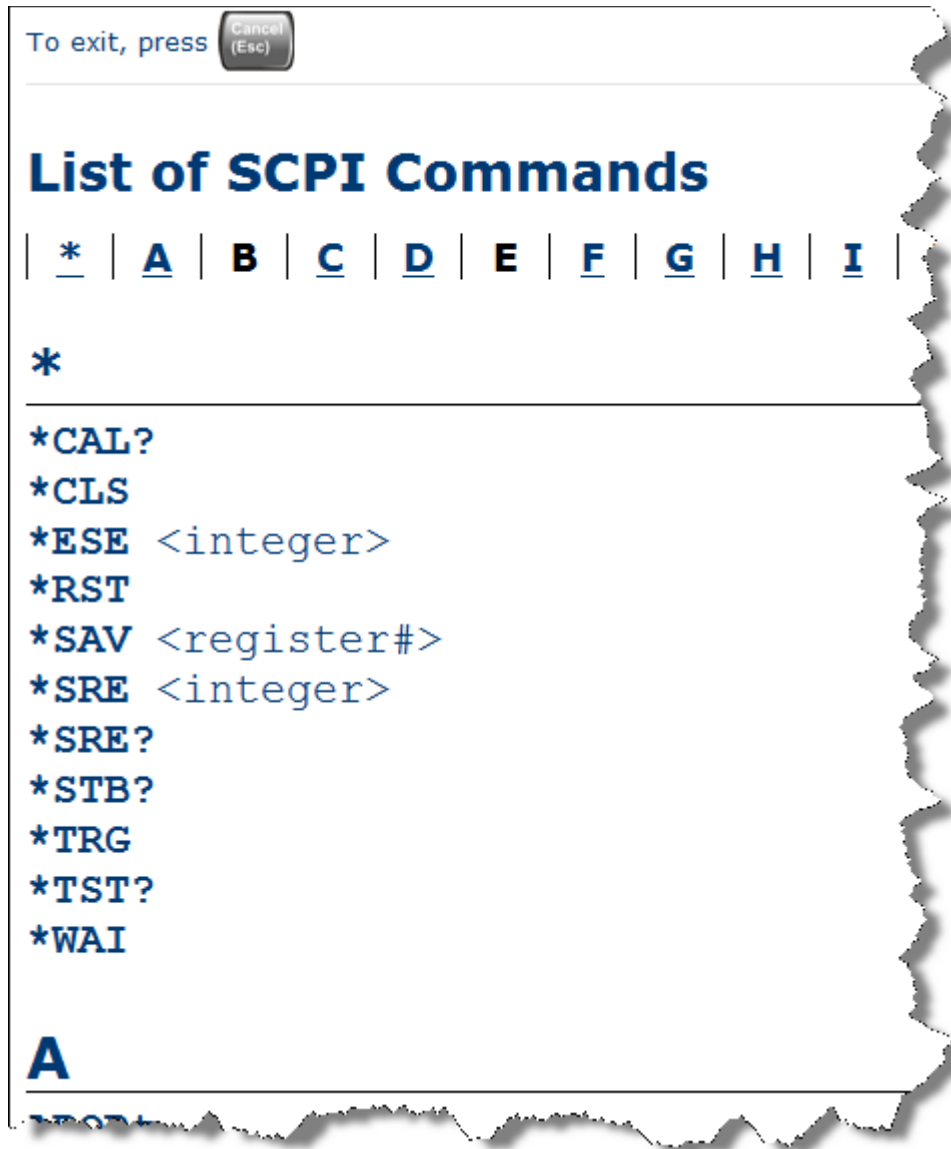 To exit, press Cancel (Esc)
List of SCPI Commands
| * | A | B | C | D | E | F | G | H | I |
*
*CAL?
*CLS
*ESE <integer>
*RST
*SAV <register#>
*SRE <integer>
*SRE?
*STB?
*TRG
*TST?
*WAI
A